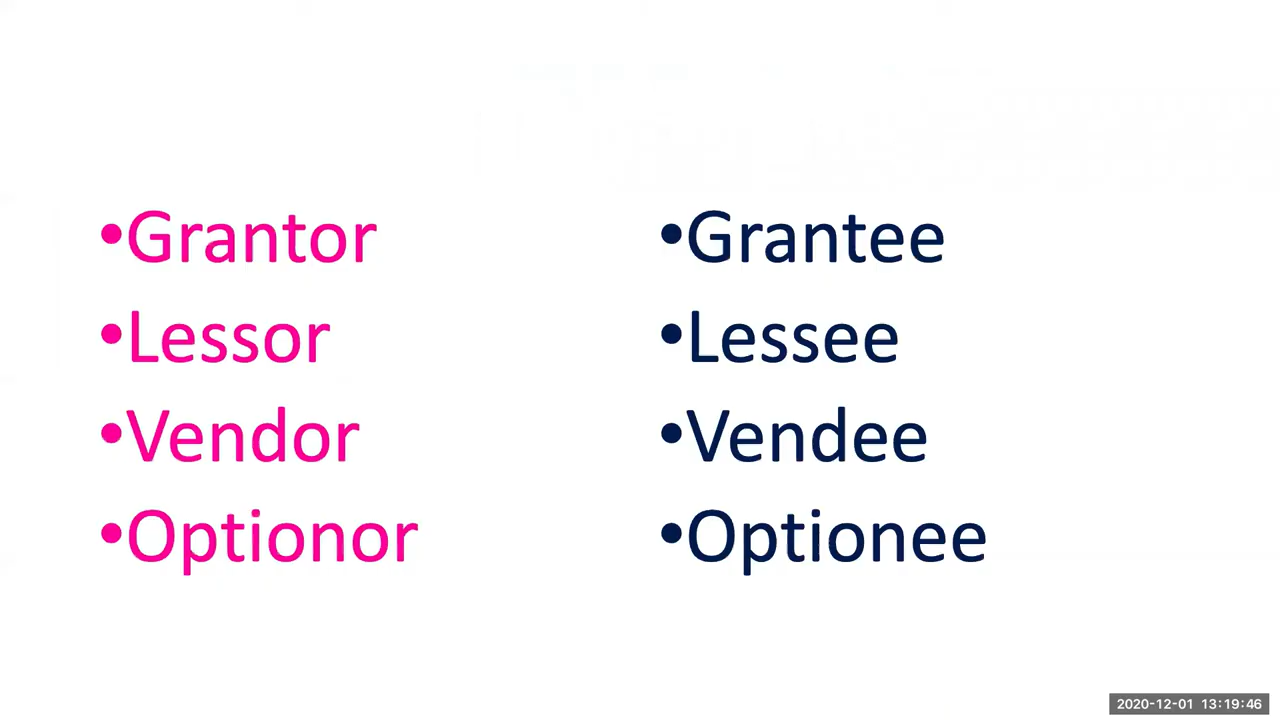 •Grantor
•Lessor
•Vendor
•Optionor
•Grantee
•Lessee
•Vendee
•Optionee
2020-12-01 13:19:46